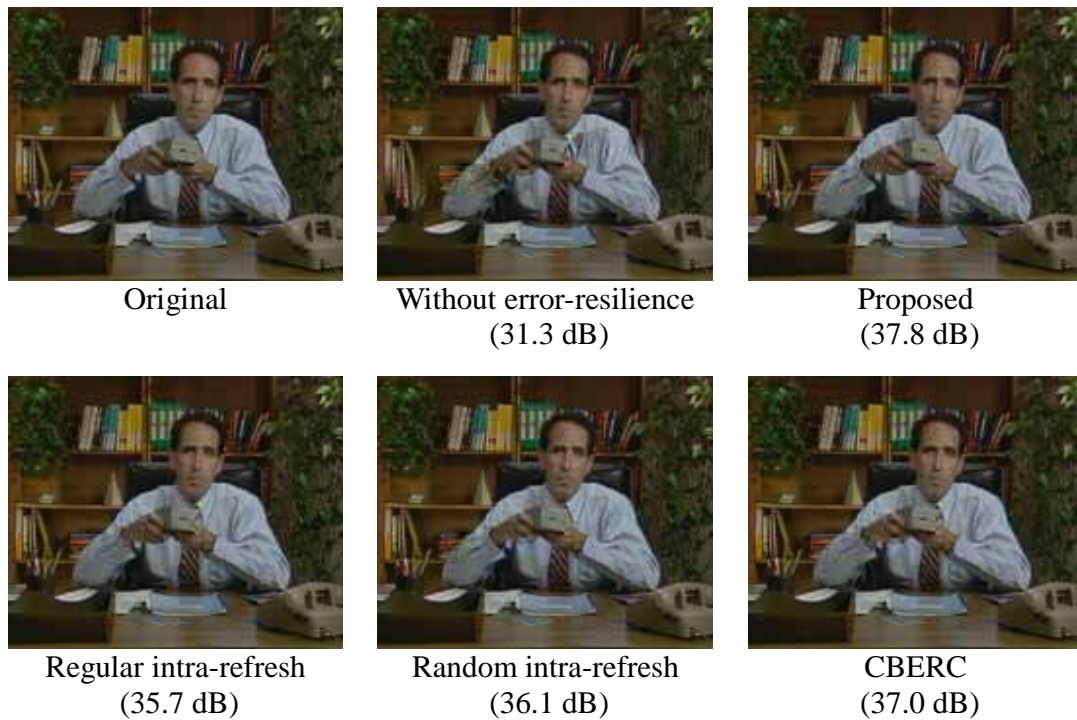 Original
Without error-resilience
(31.3 dB)
Proposed
(37.8 dB)
Regular intra-refresh
(35.7 dB)
Random intra-refresh
(36.1 dB)
CBERC
(37.0 dB)